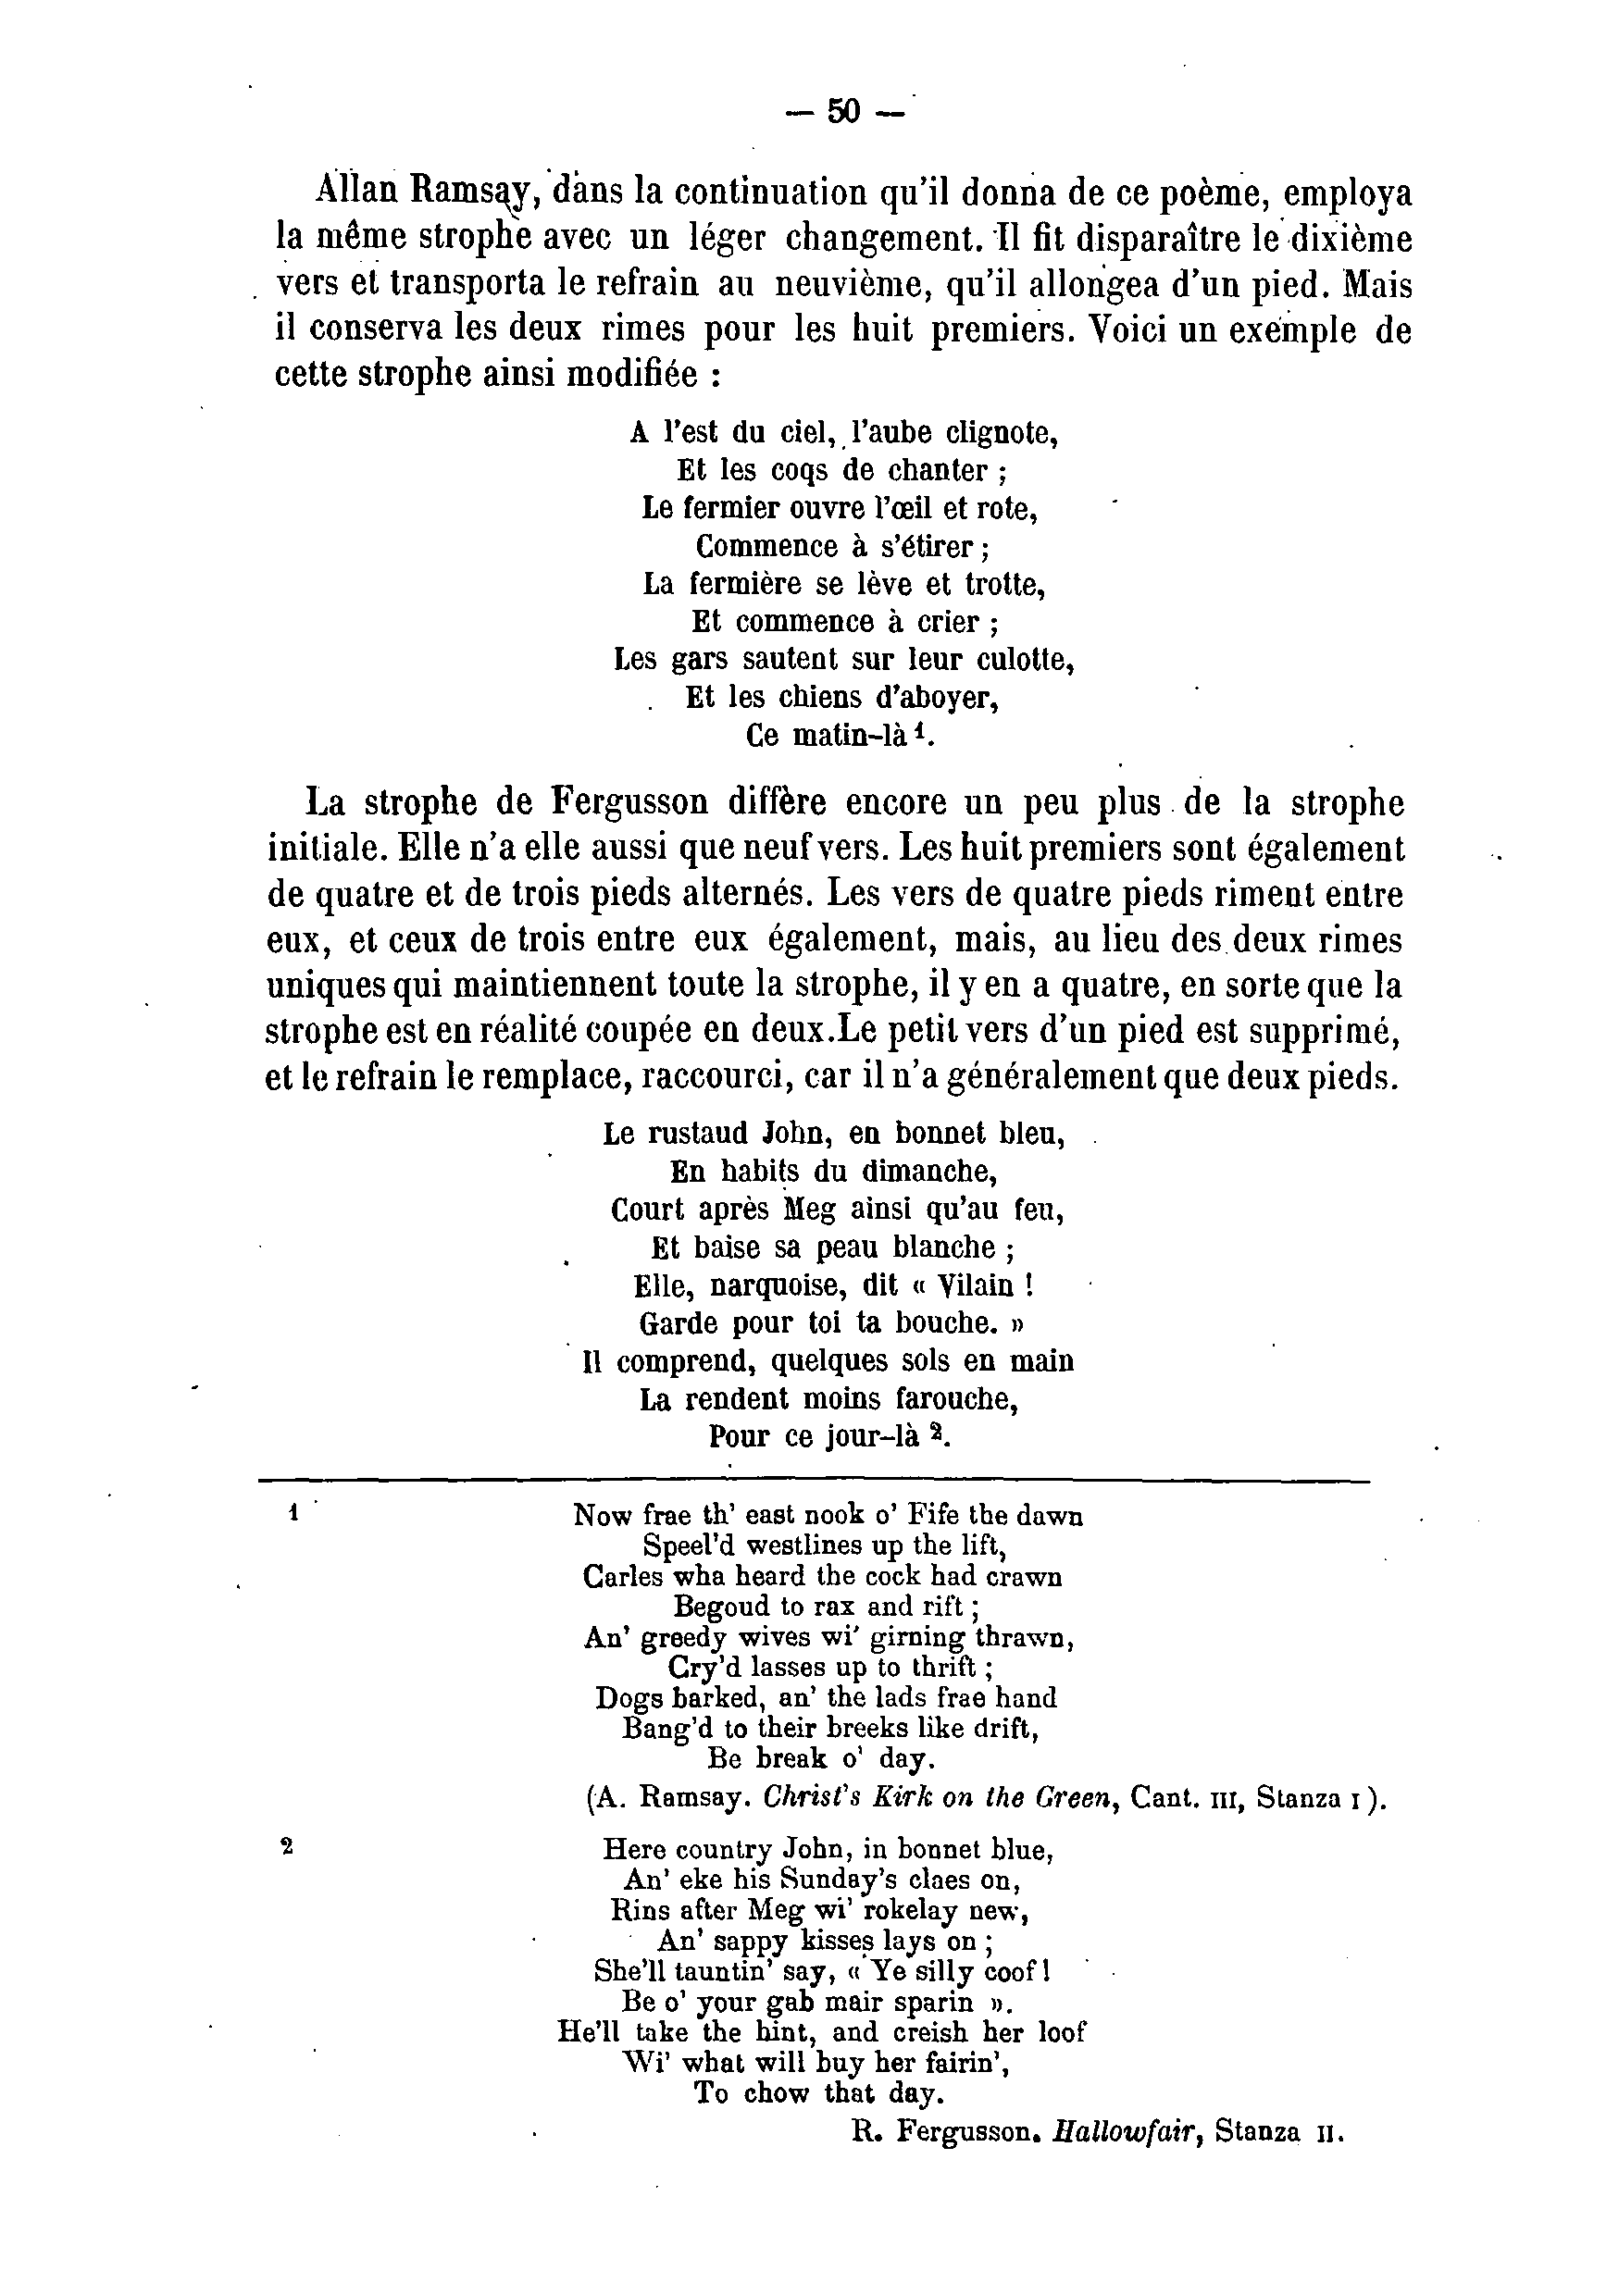 — 50 —
Allan Ramsay, dans la continuation qu'il donna de ce poème, employa
la même strophe avec un léger changement. Il fit disparaître le dixième
vers et transporta le refrain au neuvième, qu'il allongea d'un pied. Mais
il conserva les deux rimes pour les huit premiers. Voici un exemple de
cette strophe ainsi modifiée :
A l'est du ciel, l'aube clignote,
Et les coqs de chanter ;
Le fermier ouvre l'œil et rote,
Commence à s'étirer ;
La fermière se lève et trotte,
Et commence à crier ;
Les gars sautent sur leur culotte,
Et les chiens d'aboyer,
Ce matin-là 1.
La strophe de Fergusson diffère encore un peu plus de la strophe
initiale. Elle n'a elle aussi que neuf vers. Les huit premiers sont également
de quatre et de trois pieds alternés. Les vers de quatre pieds riment entre
eux, et ceux de trois entre eux également, mais, au lieu des deux rimes
uniques qui maintiennent toute la strophe, il y en a quatre, en sorte que la
strophe est en réalité coupée en deux.Le petit vers d'un pied est supprimé,
et le refrain le remplace, raccourci, car il n'a généralement que deux pieds.
Le rustaud John, en bonnet bleu,
En habits du dimanche,
Court après Meg ainsi qu'au feu,
Et baise sa peau blanche ;
Elle, narquoise, dit « Vilain !
Garde pour toi ta bouche. »
Il comprend, quelques sols en main
La rendent moins farouche,
Pour ce jour-là 2.
1 Now frae th' east nook o' Fife the dawn
Speel'd westlines up the lift,
Carles wha heard the cock had crawn
Begoud to rax and rift ;
An' greedy wives wi' girning thrawn,
Cry'd lasses up to thrift ;
Dogs barked, an' the lads frae hand
Bang'd to their breeks like drift,
Be break o' day.
(A. Ramsay. Christ's Kirk on the Green, Cant. III, Stanza I ).
2 Here country John, in bonnet blue,
An' eke his Sunday's claes on,
Rins after Meg wi' rokelay new,
An' sappy kisses lays on ;
She'll tauntin' say, « Ye silly coof !
Be o' your gab mair sparin ».
He'll take the hint, and creish her loof
Wi' what will buy her fairin',
To chow that day.
R. Fergusson. Hallowfair, Stanza II.